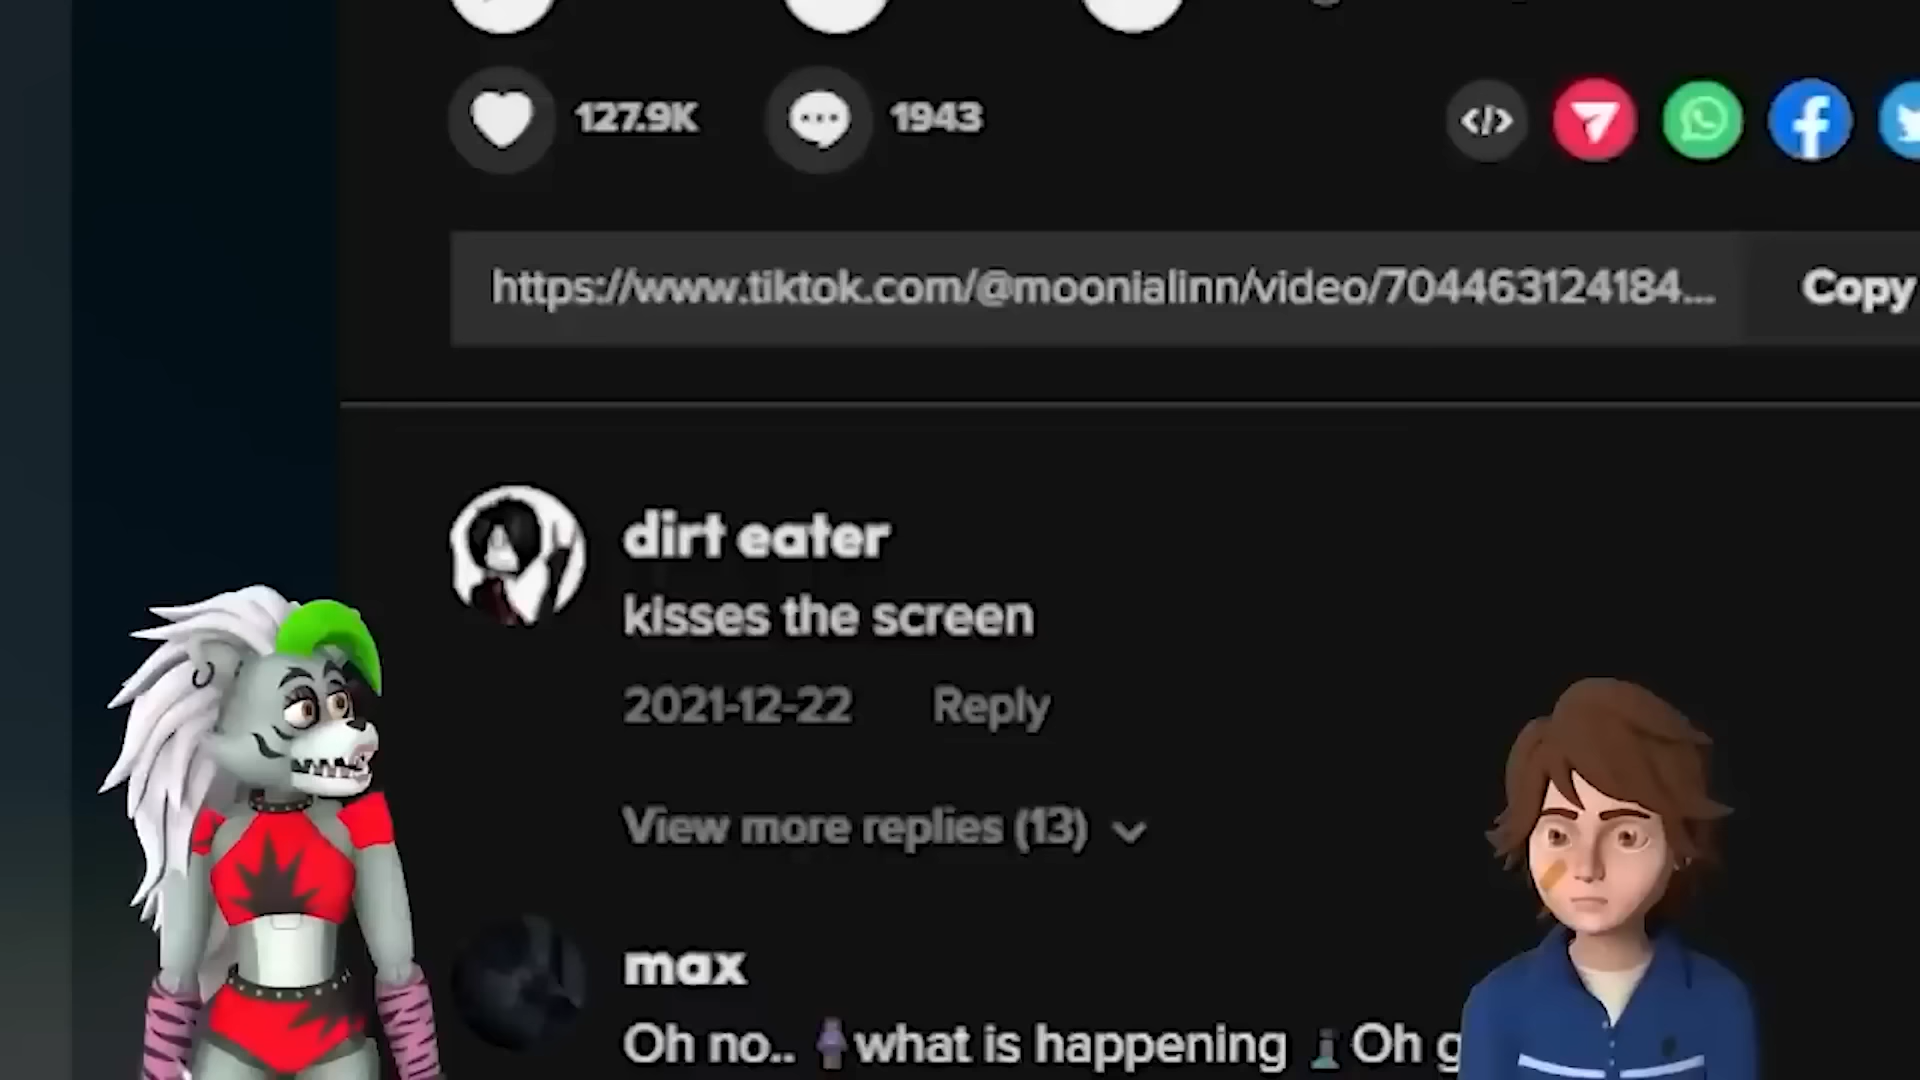 127.9K 1943
https://www.tiktok.com/@moonialinn/video/704463124184... Copy
dirt eater
kisses the screen
2021-12-22 Reply
View more replies (13)
max
Oh no.. what is happening Oh g